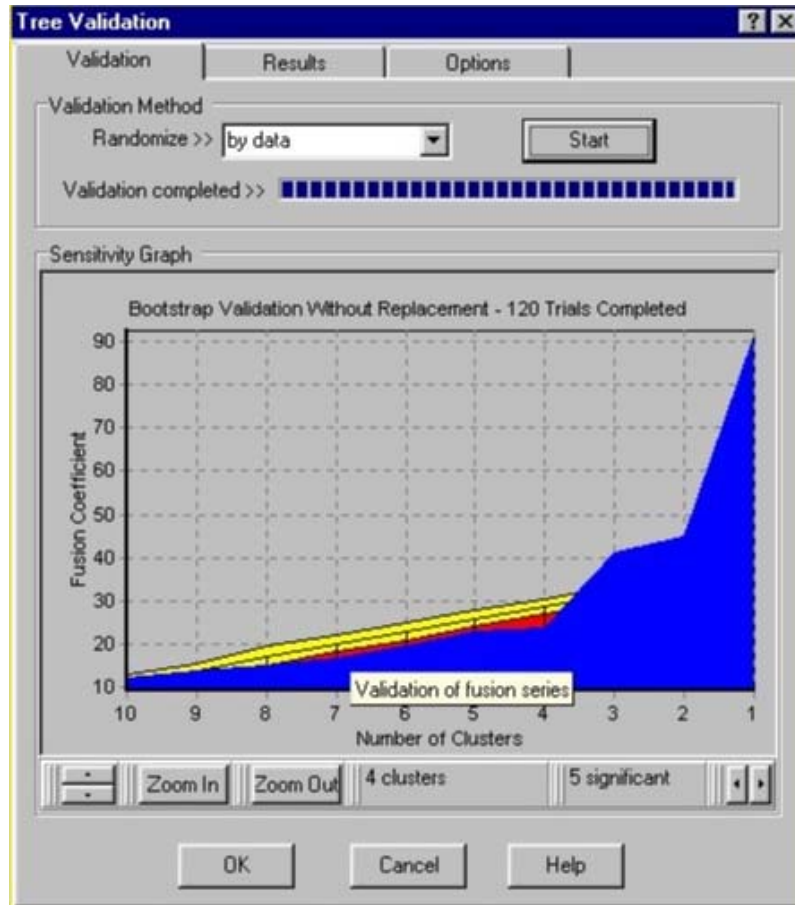 Tree Validation
Validation Results Options
Validation Method
Randomize >> by data Start
Validation completed >>
Sensitivity Graph
Bootstrap Validation Without Replacement - 120 Trials Completed
Fusion Coefficient
90
80
70
60
50
40
30
20
10
10 9 8 7 6 5 4 3 2 1
Validation of fusion series
Number of Clusters
Zoom In Zoom Out 4 clusters 5 significant
OK Cancel Help